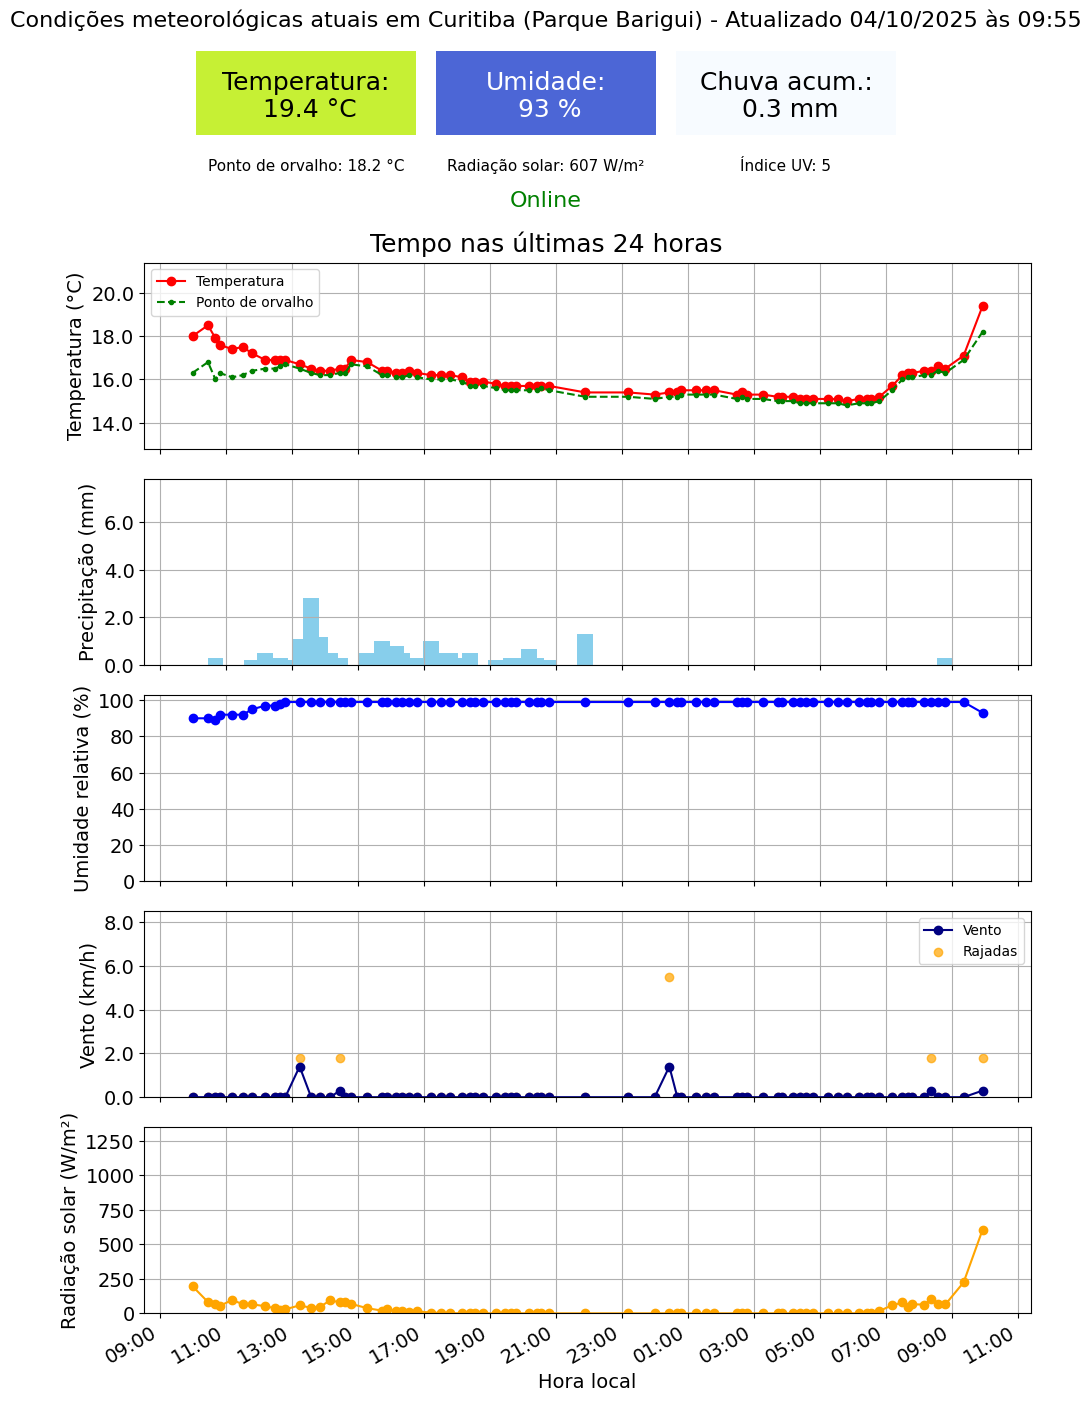 Condições meteorológicas atuais em Curitiba (Parque Barigui) - Atualizado 04/10/2025 às 09:55
Temperatura:
19.4 °C
Umidade:
93 %
Chuva acum.:
0.3 mm
Ponto de orvalho: 18.2 °C
Radiação solar: 607 W/m²
Índice UV: 5
Online
Tempo nas últimas 24 horas
Temperatura (°C)
20.0
18.0
16.0
14.0
Temperatura
Ponto de orvalho
Precipitação (mm)
6.0
4.0
2.0
0.0
Umidade relativa (%)
100
80
60
40
20
0
Vento (km/h)
8.0
6.0
4.0
2.0
0.0
Vento
Rajadas
Radiação solar (W/m²)
1250
1000
750
500
250
0
09:00
11:00
13:00
15:00
17:00
19:00
21:00
23:00
01:00
03:00
05:00
07:00
09:00
11:00
Hora local